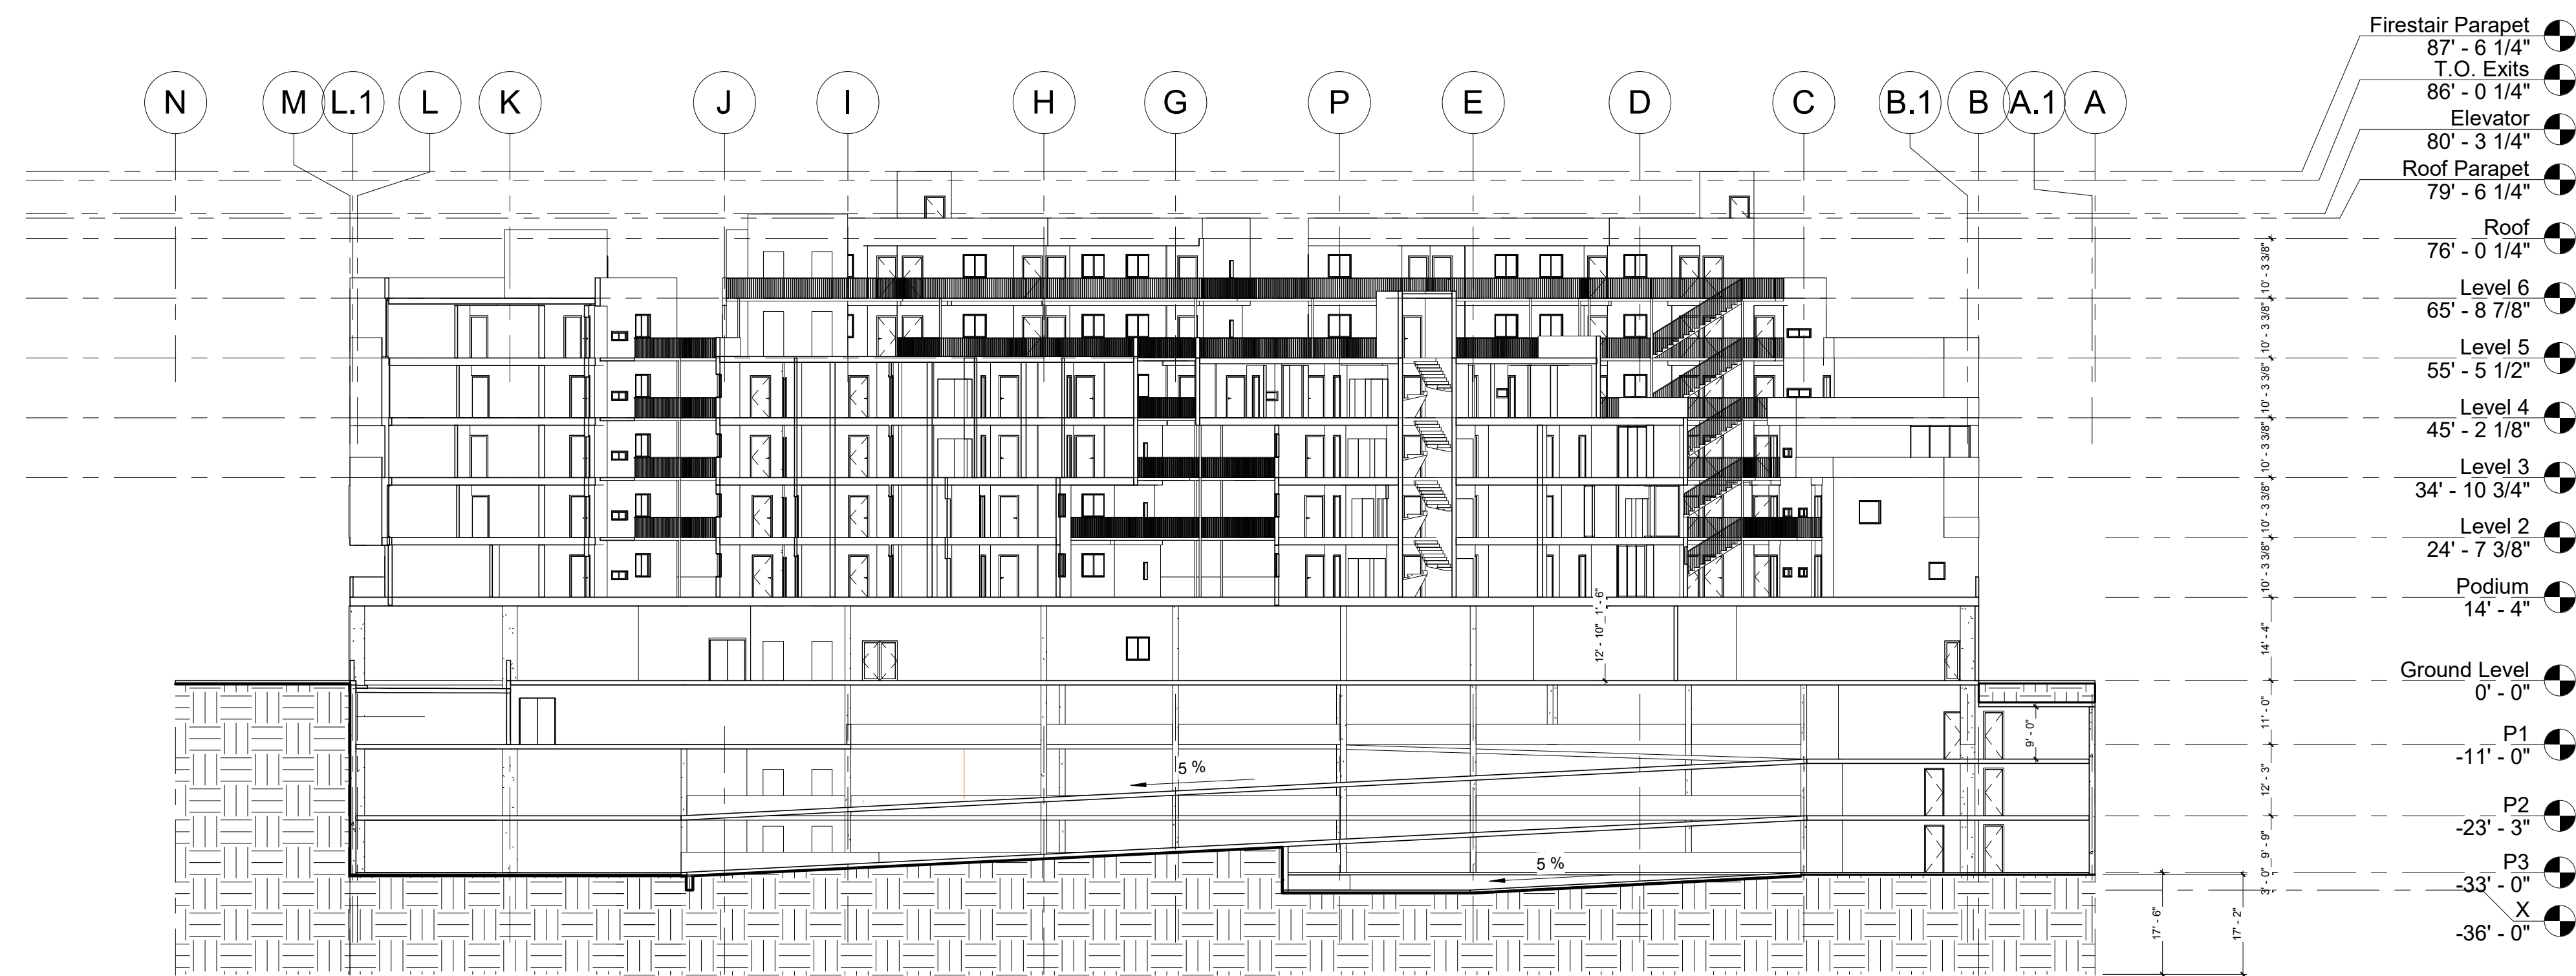 N
M
L.1
L
K
J
I
H
G
P
E
D
C
B.1
B
A.1
A
Firestair Parapet
87' - 6 1/4"
T.O. Exits
86' - 0 1/4"
Elevator
80' - 3 1/4"
Roof Parapet
79' - 6 1/4"
Roof
76' - 0 1/4"
10' - 3 3/8"
Level 6
65' - 8 7/8"
10' - 3 3/8"
Level 5
55' - 5 1/2"
10' - 3 3/8"
Level 4
45' - 2 1/8"
10' - 3 3/8"
Level 3
34' - 10 3/4"
10' - 3 3/8"
Level 2
24' - 7 3/8"
10' - 3 3/8"
Podium
14' - 4"
1' - 6"
12' - 10"
14' - 4"
Ground Level
0' - 0"
11' - 0"
9' - 0"
P1
-11' - 0"
5 %
12' - 3"
P2
-23' - 3"
9' - 9"
5 %
P3
-33' - 0"
3' - 0"
X
-36' - 0"
17' - 6"
17' - 2"